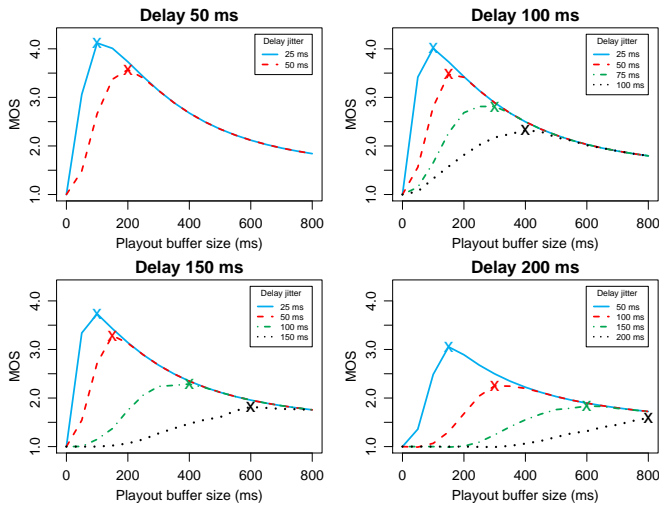 Delay 50 ms
MOS
4.0
3.0
2.0
1.0
X
X
Delay jitter
25 ms
50 ms
0 200 400 600 800
Playout buffer size (ms)
Delay 100 ms
MOS
4.0
3.0
2.0
1.0
X
X
X
X
Delay jitter
25 ms
50 ms
75 ms
100 ms
0 200 400 600 800
Playout buffer size (ms)
Delay 150 ms
MOS
4.0
3.0
2.0
1.0
X
X
X
X
Delay jitter
25 ms
50 ms
100 ms
150 ms
0 200 400 600 800
Playout buffer size (ms)
Delay 200 ms
MOS
4.0
3.0
2.0
1.0
X
X
X
X
Delay jitter
50 ms
100 ms
150 ms
200 ms
0 200 400 600 800
Playout buffer size (ms)